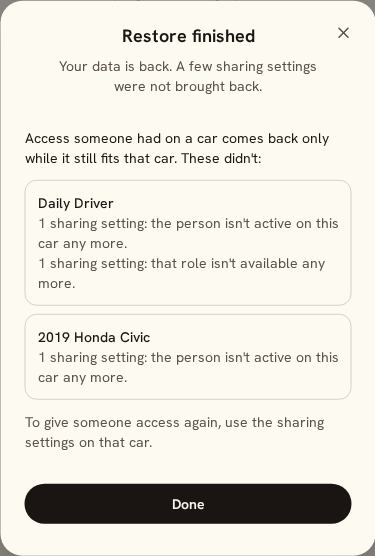 Restore finished
Your data is back. A few sharing settings
were not brought back.
Access someone had on a car comes back only
while it still fits that car. These didn't:
Daily Driver
1 sharing setting: the person isn't active on this
car any more.
1 sharing setting: that role isn't available any
more.
2019 Honda Civic
1 sharing setting: the person isn't active on this
car any more.
To give someone access again, use the sharing
settings on that car.
Done